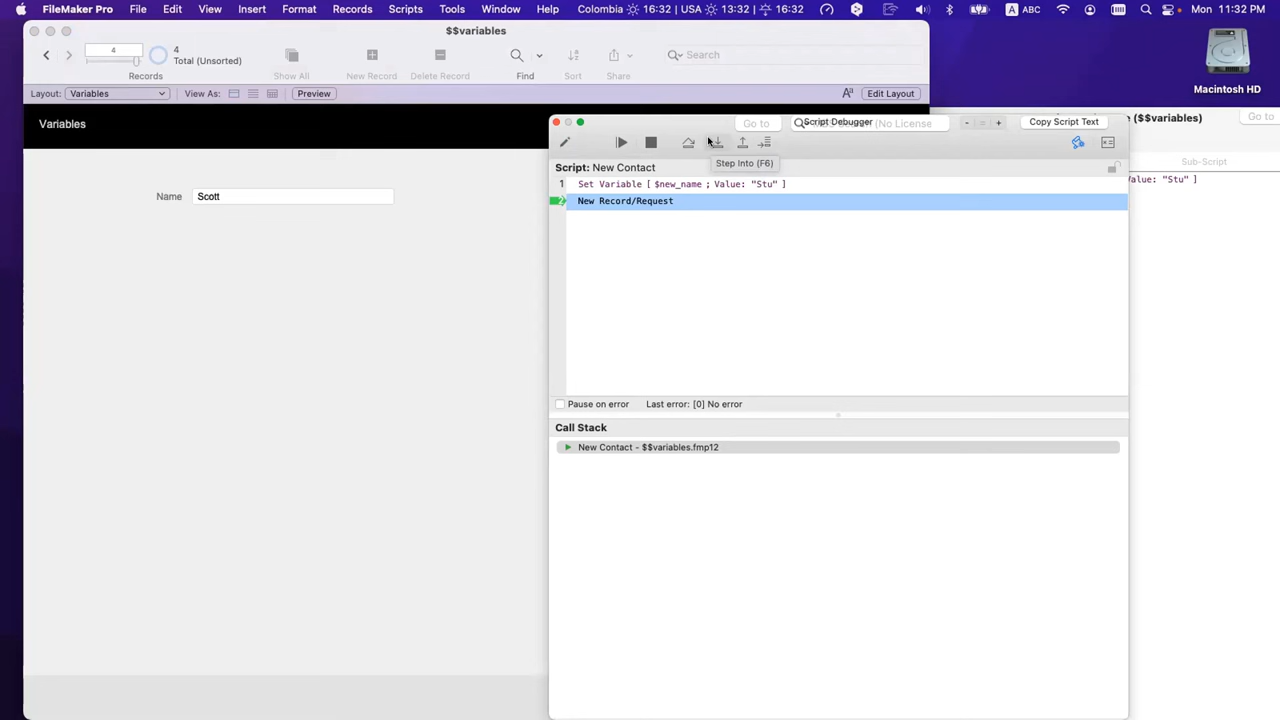 FileMaker Pro File Edit View Insert Format Records Scripts Tools Window Help Colombia 16:32 | USA 13:32 | 16:32 ABC Mon 11:32 PM
$$variables
4
4
Total (Unsorted)
Records Show All New Record Delete Record Find Sort Share
Search
Layout: Variables View As: Preview Aa Edit Layout
Macintosh HD
Variables
Name Scott
Go to
Script Debugger
(No License
- = +
Copy Script Text
e ($$variables)
Go to
Step Into (F6)
Sub-Script
Script: New Contact
1 Set Variable [ $new_name ; Value: "Stu" ]
2 New Record/Request
Value: "Stu" ]
Pause on error Last error: [0] No error
Call Stack
New Contact - $$variables.fmp12